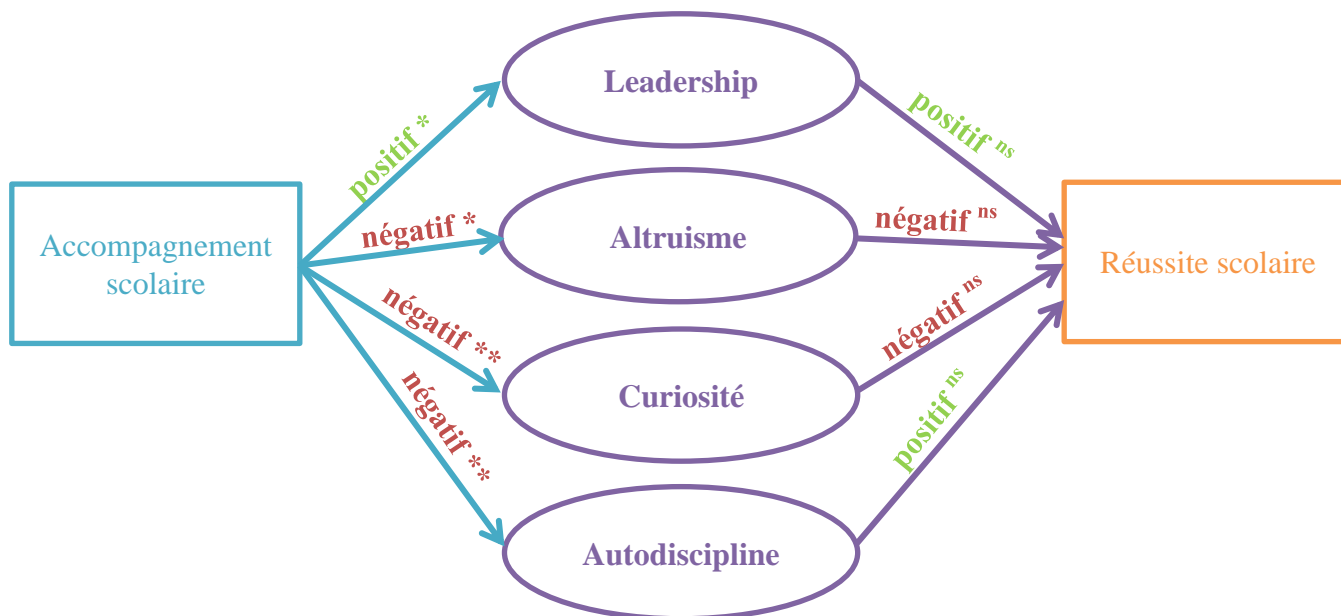 Leadership
positif *
positif ns
Accompagnement
scolaire
négatif *
Altruisme
négatif ns
Réussite scolaire
négatif **
Curiosité
négatif ns
négatif **
Autodiscipline
positif ns